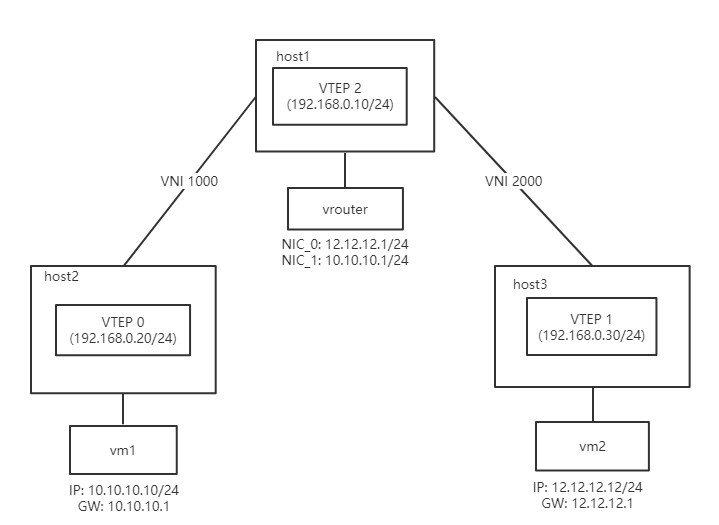 host1
VTEP 2
(192.168.0.10/24)
VNI 1000
VNI 2000
vrouter
NIC_0: 12.12.12.1/24
NIC_1: 10.10.10.1/24
host2
VTEP 0
(192.168.0.20/24)
host3
VTEP 1
(192.168.0.30/24)
vm1
IP: 10.10.10.10/24
GW: 10.10.10.1
vm2
IP: 12.12.12.12/24
GW: 12.12.12.1